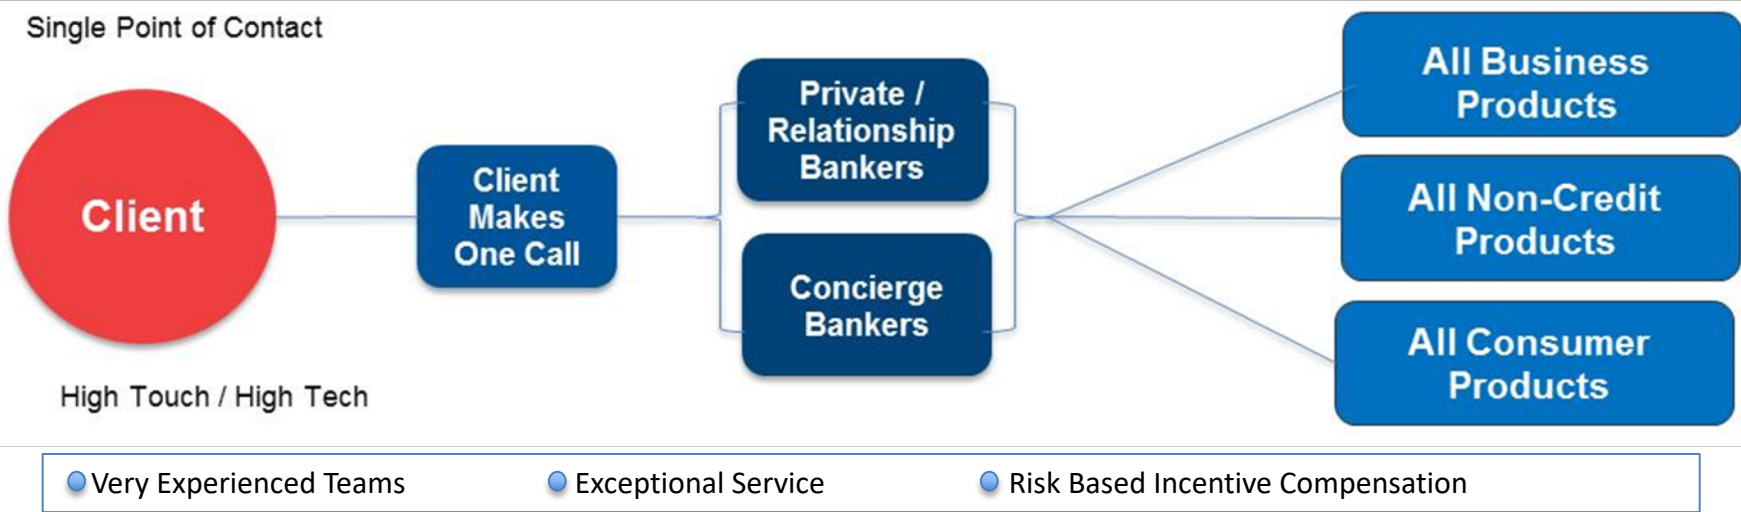 Single Point of Contact
Client
High Touch / High Tech
Client
Makes
One Call
Private /
Relationship
Bankers
Concierge
Bankers
All Business
Products
All Non-Credit
Products
All Consumer
Products
Very Experienced Teams
Exceptional Service
Risk Based Incentive Compensation